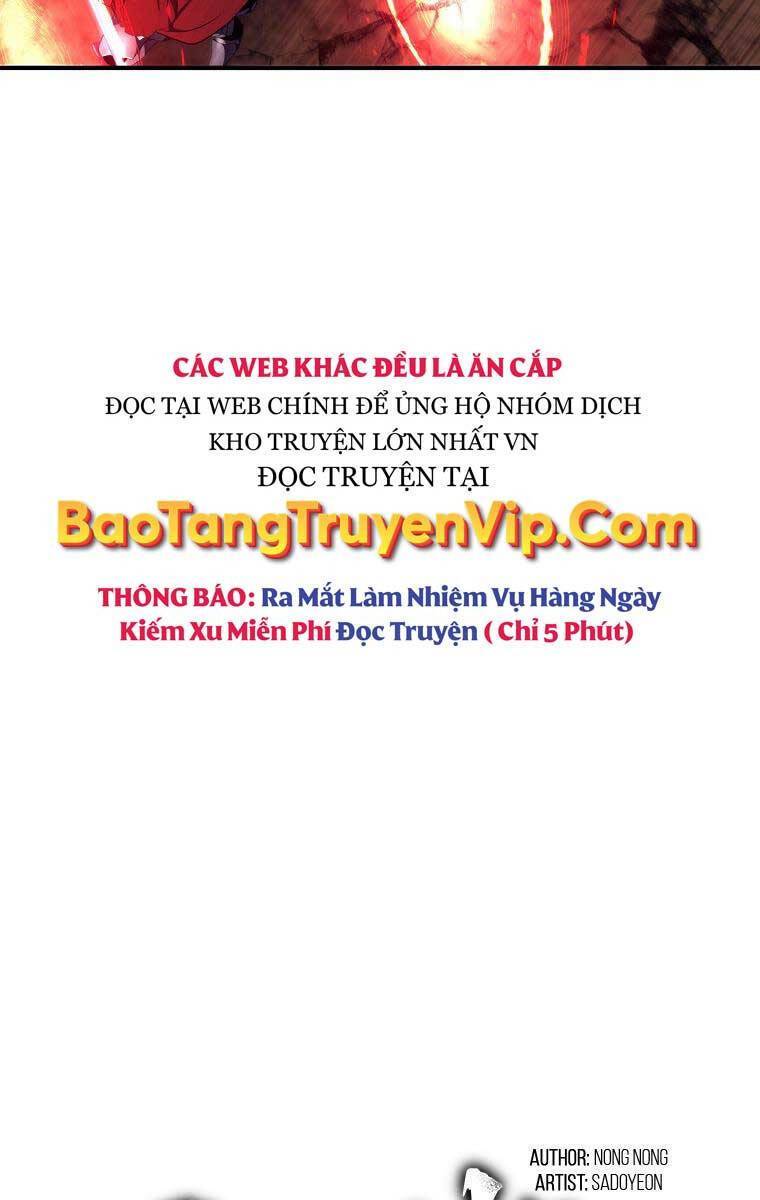 CÁC WEB KHÁC ĐỀU LÀ ĂN CẮP
ĐỌC TẠI WEB CHÍNH ĐỂ ỦNG HỘ NHÓM DỊCH
KHO TRUYỆN LỚN NHẤT VN
ĐỌC TRUYỆN TẠI
BaoTangTruyenVip.Com
THÔNG BÁO: Ra Mắt Làm Nhiệm Vụ Hàng Ngày
Kiếm Xu Miễn Phí Đọc Truyện ( Chỉ 5 Phút)
AUTHOR: NONG NONG
ARTIST: SADOYEON